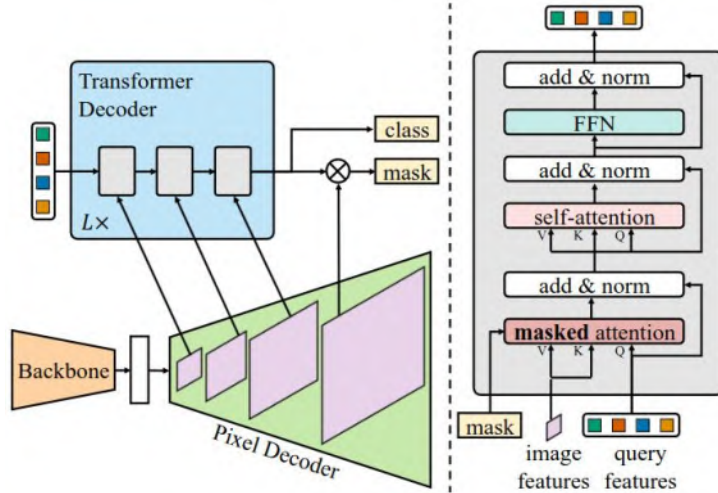 Transformer
Decoder
L×
class
mask
Backbone
Pixel Decoder
add & norm
FFN
add & norm
self-attention
V K Q
add & norm
masked attention
V K Q
mask
image
features
query
features